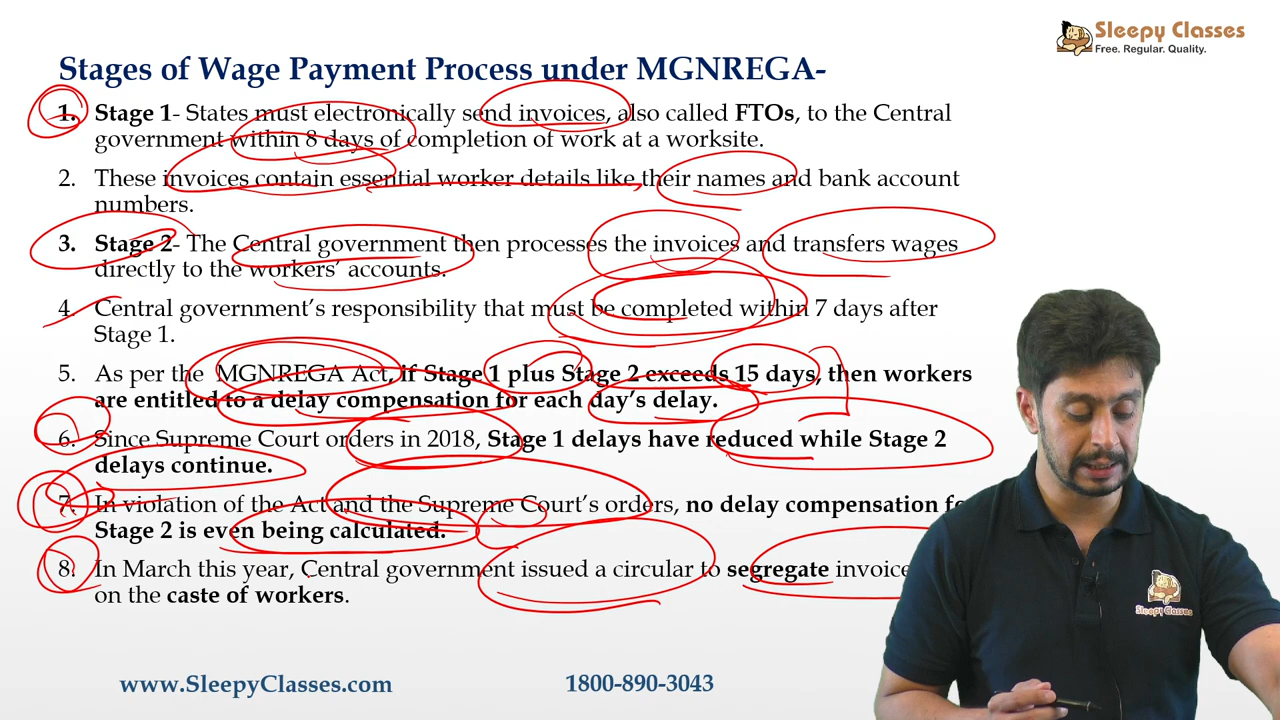 Sleepy Classes
Free. Regular. Quality.
Stages of Wage Payment Process under MGNREGA-
1. Stage 1- States must electronically send invoices, also called FTOs, to the Central
government within 8 days of completion of work at a worksite.
2. These invoices contain essential worker details like their names and bank account
numbers.
3. Stage 2- The Central government then processes the invoices and transfers wages
directly to the workers' accounts.
4. Central government's responsibility that must be completed within 7 days after
Stage 1.
5. As per the MGNREGA Act, if Stage 1 plus Stage 2 exceeds 15 days, then workers
are entitled to a delay compensation for each day's delay.
6. Since Supreme Court orders in 2018, Stage 1 delays have reduced while Stage 2
delays continue.
7. In violation of the Act and the Supreme Court's orders, no delay compensation
Stage 2 is even being calculated.
8. In March this year, Central government issued a circular to segregate
on the caste of workers.
Sleepy Classes
www.SleepyClasses.com
1800-890-3043